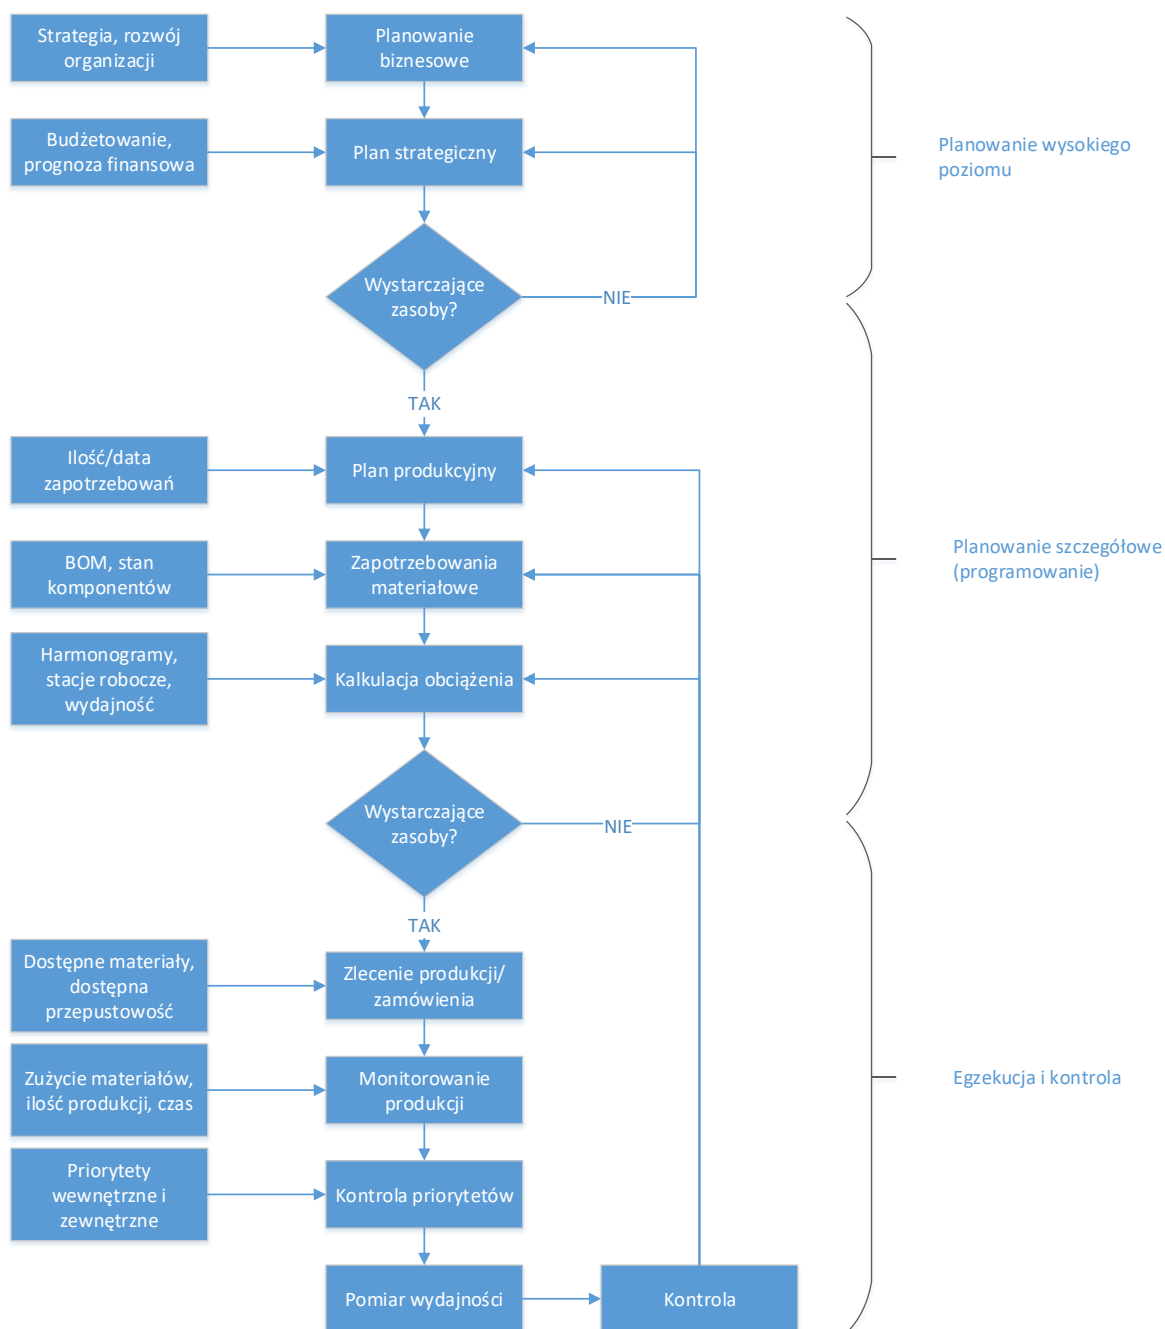 Strategia, rozwój
organizacji
Planowanie
biznesowe
Budżetowanie,
prognoza finansowa
Plan strategiczny
Planowanie wysokiego
poziomu
Wystarczające
zasoby?
NIE
TAK
Ilość/data
zapotrzebowań
Plan produkcyjny
BOM, stan
komponentów
Zapotrzebowania
materiałowe
Planowanie szczegółowe
(programowanie)
Harmonogramy,
stacje robocze,
wydajność
Kalkulacja obciążenia
Wystarczające
zasoby?
NIE
TAK
Dostępne materiały,
dostępna
przepustowość
Zlecenie produkcji/
zamówienia
Zużycie materiałów,
ilość produkcji, czas
Monitorowanie
produkcji
Egzekucja i kontrola
Priorytety
wewnętrzne i
zewnętrzne
Kontrola priorytetów
Pomiar wydajności
Kontrola